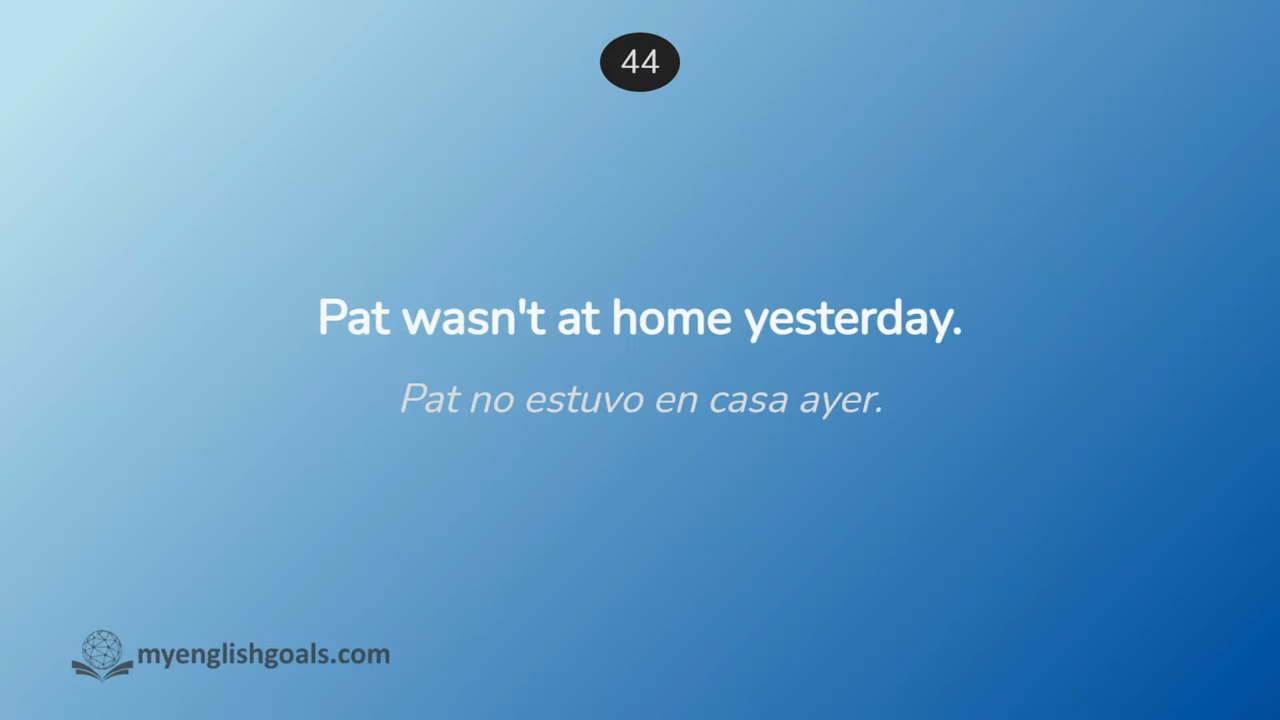 44
Pat wasn't at home yesterday.
Pat no estuvo en casa ayer.
myenglishgoals.com